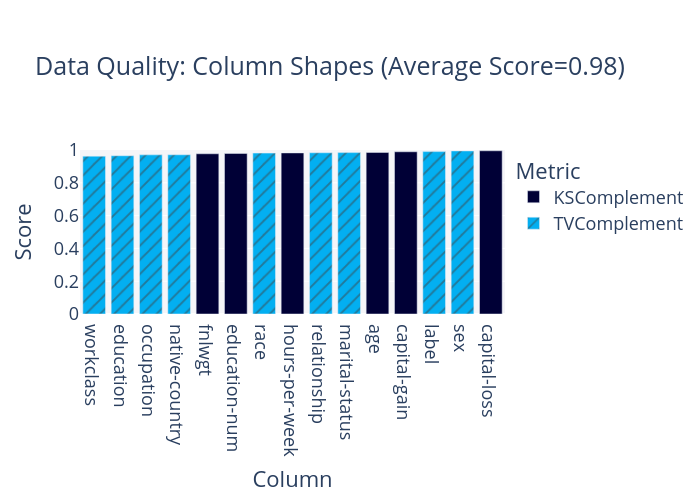 Data Quality: Column Shapes (Average Score=0.98)
Metric
KSComplement
TVComplement
Score
1
0.8
0.6
0.4
0.2
0
workclass
education
occupation
native-country
fnlwgt
education-num
race
hours-per-week
relationship
marital-status
age
capital-gain
label
sex
capital-loss
Column